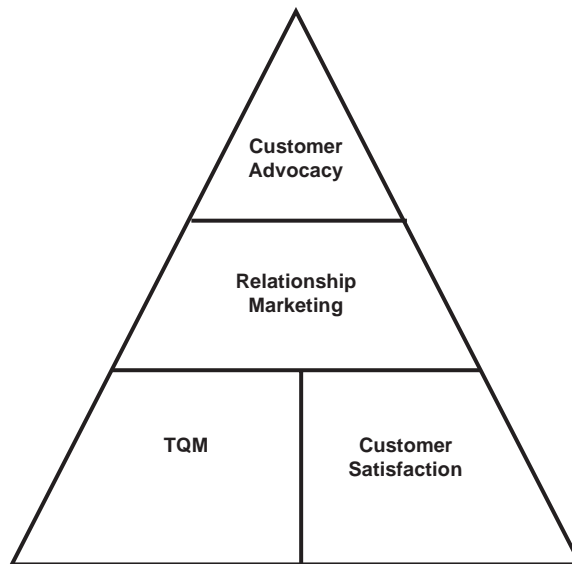 Customer
Advocacy
Relationship
Marketing
TQM
Customer
Satisfaction